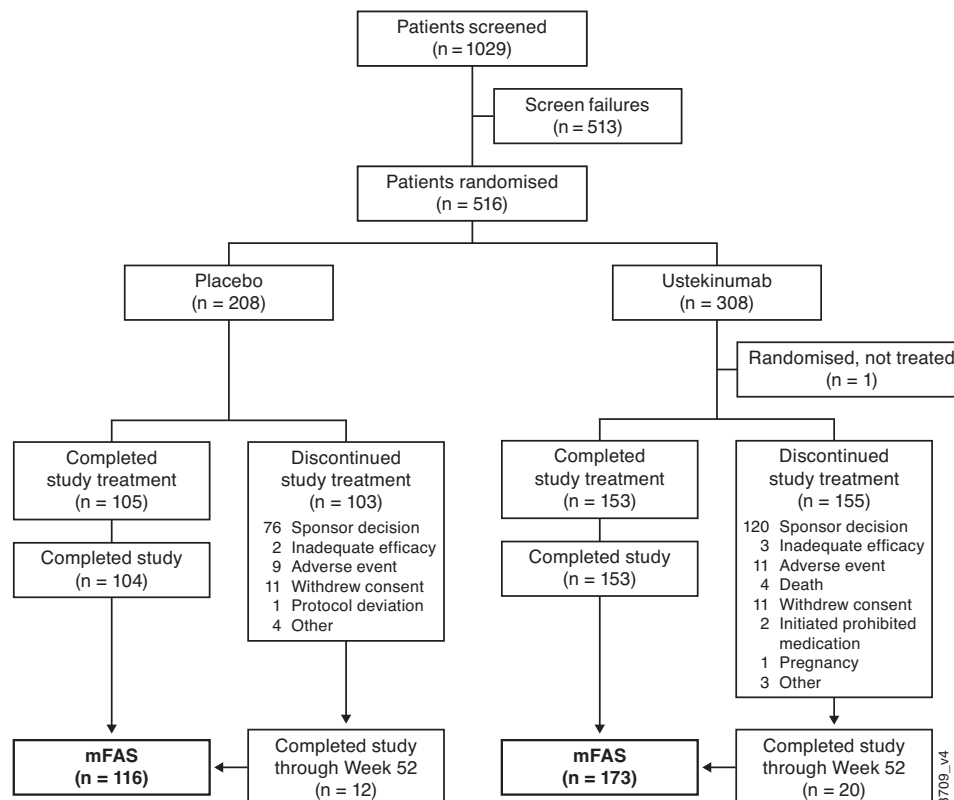 Patients screened
(n = 1029)
Screen failures
(n = 513)
Patients randomised
(n = 516)
Placebo
(n = 208)
Ustekinumab
(n = 308)
Randomised, not treated
(n = 1)
Completed
study treatment
(n = 105)
Discontinued
study treatment
(n = 103)
76 Sponsor decision
2 Inadequate efficacy
9 Adverse event
11 Withdrew consent
1 Protocol deviation
4 Other
Completed study
(n = 104)
Completed
study treatment
(n = 153)
Discontinued
study treatment
(n = 155)
120 Sponsor decision
3 Inadequate efficacy
11 Adverse event
4 Death
11 Withdrew consent
2 Initiated prohibited
medication
1 Pregnancy
3 Other
Completed study
(n = 153)
mFAS
(n = 116)
Completed study
through Week 52
(n = 12)
mFAS
(n = 173)
Completed study
through Week 52
(n = 20)
3709_v4